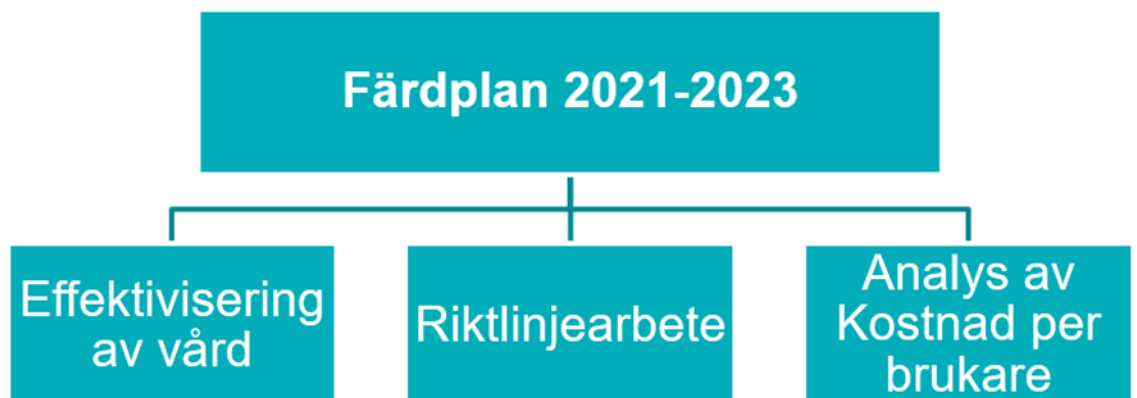 Färdplan 2021-2023
Effektivisering
av vård
Riktlinjearbete
Analys av
Kostnad per
brukare